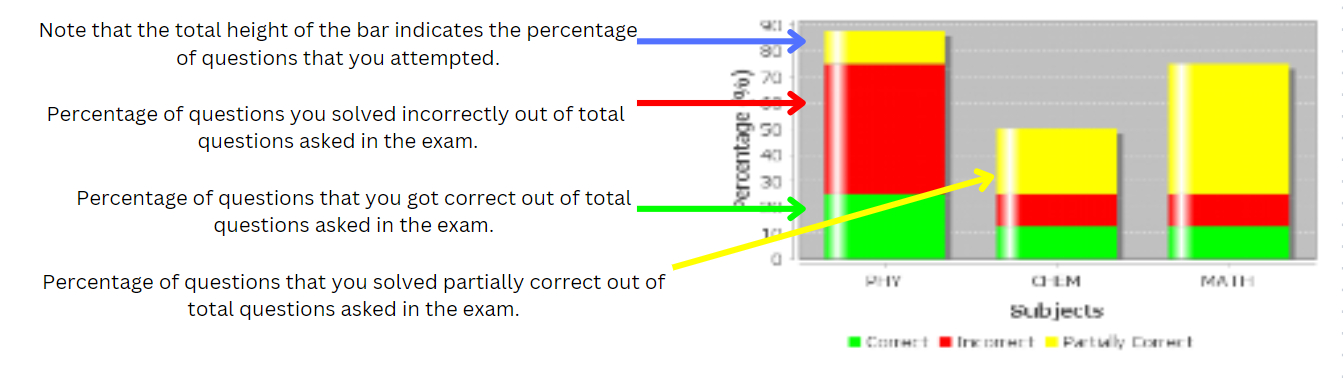 Note that the total height of the bar indicates the percentage
of questions that you attempted.
Percentage of questions you solved incorrectly out of total
questions asked in the exam.
Percentage of questions that you got correct out of total
questions asked in the exam.
Percentage of questions that you solved partially correct out of
total questions asked in the exam.
Percentage (%)
90
80
70
60
50
40
30
20
10
0
PHY
CHEM
MATH
Subjects
Correct Incorrect Partially Correct